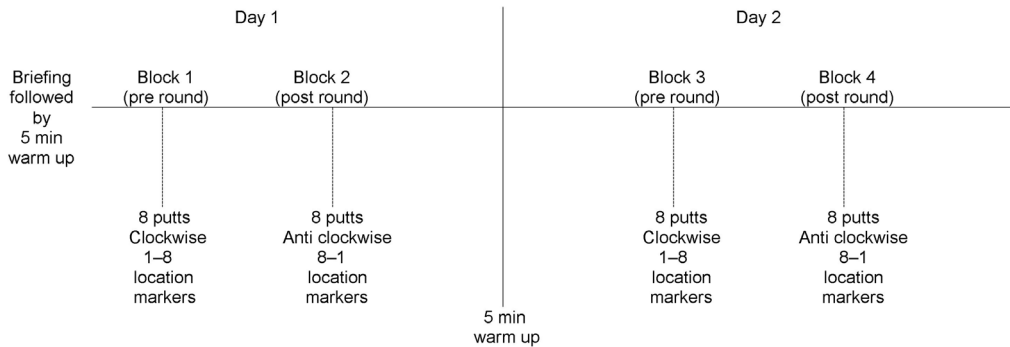 Day 1
Day 2
Briefing
followed
by
5 min
warm up
Block 1
(pre round)
Block 2
(post round)
Block 3
(pre round)
Block 4
(post round)
8 putts
Clockwise
1–8
location
markers
8 putts
Anti clockwise
8–1
location
markers
8 putts
Clockwise
1–8
location
markers
8 putts
Anti clockwise
8–1
location
markers
5 min
warm up